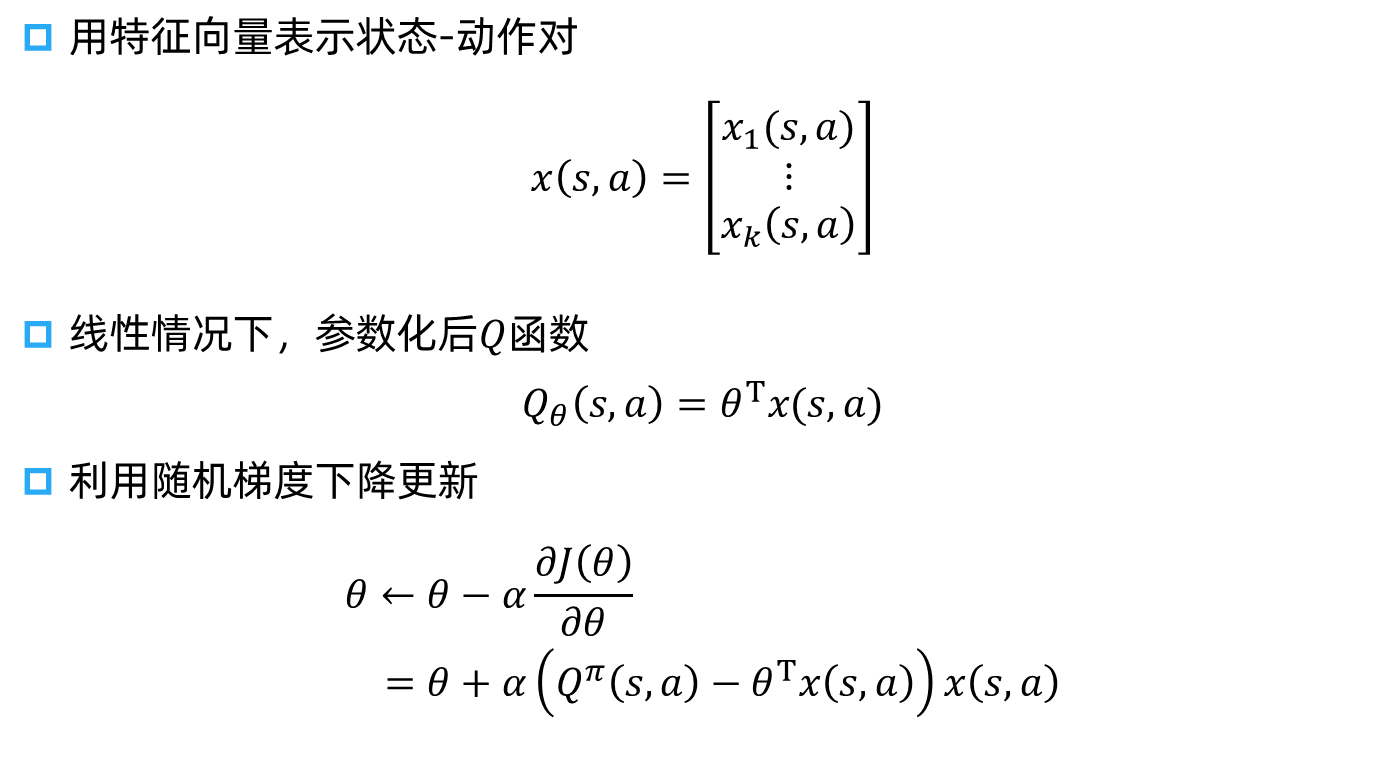 用特征向量表示状态-动作对
x(s, a) = [x₁(s, a) ⋮ xₖ(s, a)]
线性情况下，参数化后Q函数
Q_θ(s, a) = θᵀx(s, a)
利用随机梯度下降更新
θ ← θ − α ∂J(θ)/∂θ
= θ + α (Q^π(s, a) − θᵀx(s, a)) x(s, a)